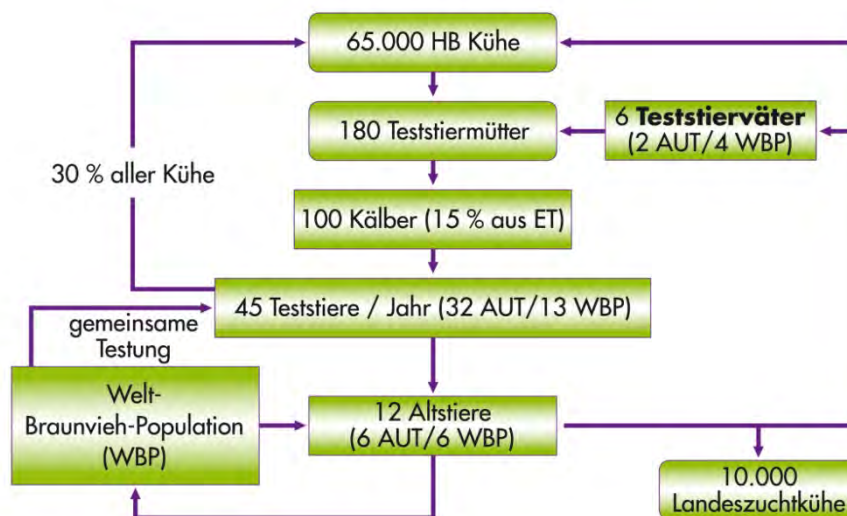 65.000 HB Kühe
180 Teststiermütter
6 Teststierväter
(2 AUT/4 WBP)
30 % aller Kühe
100 Kälber (15 % aus ET)
45 Teststiere / Jahr (32 AUT/13 WBP)
gemeinsame
Testung
Welt-
Braunvieh-Population
(WBP)
12 Altstiere
(6 AUT/6 WBP)
10.000
Landeszuchtkühe